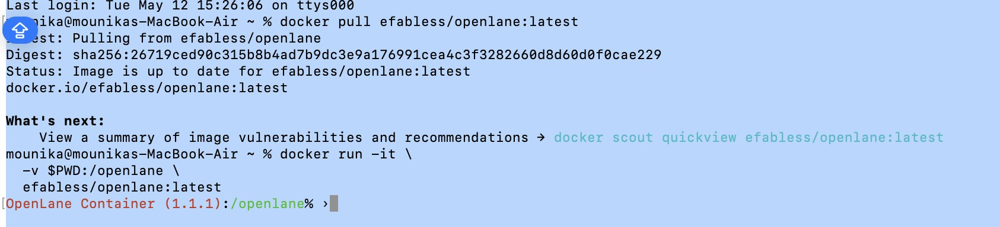 Last login: Tue May 12 15:26:06 on ttys000
nika@mounikas-MacBook-Air ~ % docker pull efabless/openlane:latest
est: Pulling from efabless/openlane
Digest: sha256:26719ced90c315b8b4ad7b9dc3e9a176991cea4c3f3282660d8d60d0f0cae229
Status: Image is up to date for efabless/openlane:latest
docker.io/efabless/openlane:latest
What's next:
View a summary of image vulnerabilities and recommendations → docker scout quickview efabless/openlane:latest
mounika@mounikas-MacBook-Air ~ % docker run -it \
-v $PWD:/openlane \
efabless/openlane:latest
[OpenLane Container (1.1.1):/openlane% ›